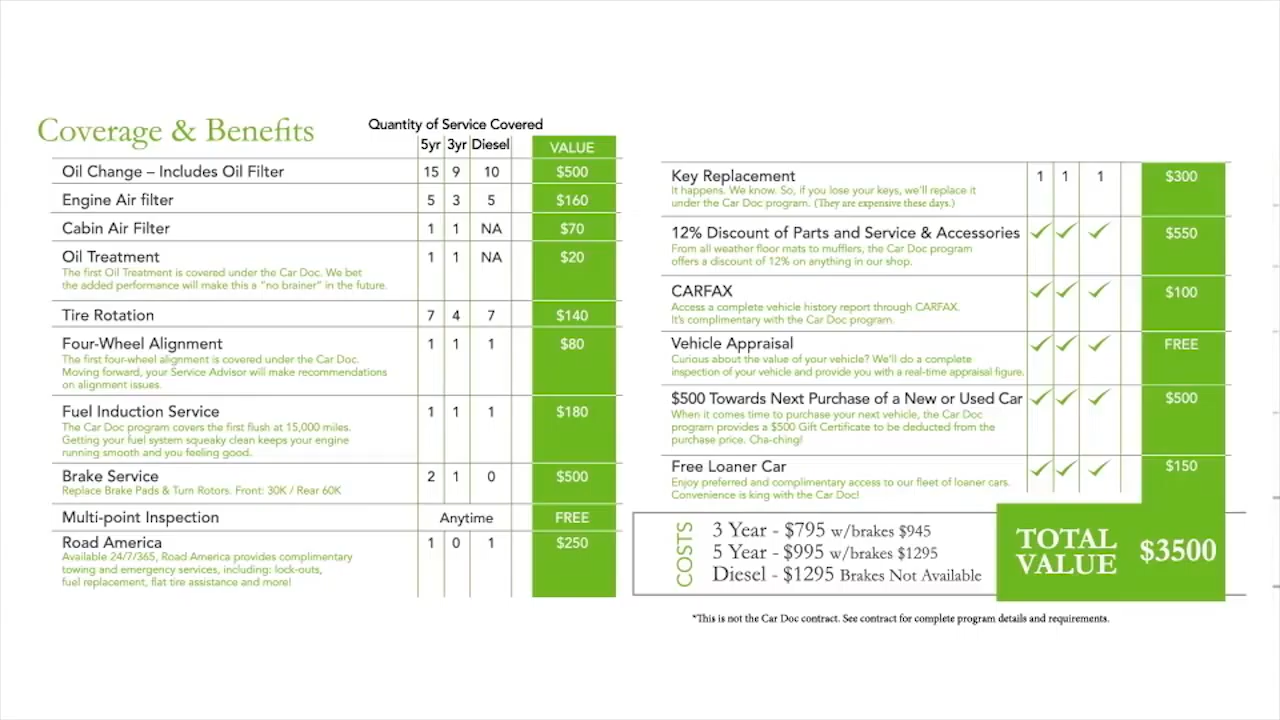 Coverage & Benefits
Quantity of Service Covered
5yr 3yr Diesel VALUE
Oil Change – Includes Oil Filter 15 9 10 $500
Engine Air filter 5 3 5 $160
Cabin Air Filter 1 1 NA $70
Oil Treatment 1 1 NA $20
The first Oil Treatment is covered under the Car Doc. We bet
the added performance will make this a “no brainer” in the future.
Tire Rotation 7 4 7 $140
Four-Wheel Alignment 1 1 1 $80
The first four-wheel alignment is covered under the Car Doc.
Moving forward, your Service Advisor will make recommendations
on alignment issues.
Fuel Induction Service 1 1 1 $180
The Car Doc program covers the first flush at 15,000 miles.
Getting your fuel system squeaky clean keeps your engine
running smooth and you feeling good.
Brake Service 2 1 0 $500
Replace Brake Pads & Turn Rotors. Front: 30K / Rear 60K
Multi-point Inspection Anytime FREE
Road America 1 0 1 $250
Available 24/7/365, Road America provides complimentary
towing and emergency services, including: lock-outs,
fuel replacement, flat tire assistance and more!
Key Replacement 1 1 1 $300
It happens. We know. So, if you lose your keys, we’ll replace it
under the Car Doc program. (They are expensive these days.)
12% Discount of Parts and Service & Accessories ✓ ✓ ✓ $550
From all weather floor mats to mufflers, the Car Doc program
offers a discount of 12% on anything in our shop.
CARFAX ✓ ✓ ✓ $100
Access a complete vehicle history report through CARFAX.
It’s complimentary with the Car Doc program.
Vehicle Appraisal ✓ ✓ ✓ FREE
Curious about the value of your vehicle? We’ll do a complete
inspection of your vehicle and provide you with a real-time appraisal figure.
$500 Towards Next Purchase of a New or Used Car ✓ ✓ ✓ $500
When it comes time to purchase your next vehicle, the Car Doc
program provides a $500 Gift Certificate to be deducted from the
purchase price. Cha-ching!
Free Loaner Car ✓ ✓ ✓ $150
Enjoy preferred and complimentary access to our fleet of loaner cars.
Convenience is king with the Car Doc!
COSTS
3 Year - $795 w/brakes $945
5 Year - $995 w/brakes $1295
Diesel - $1295 Brakes Not Available
TOTAL
VALUE
$3500
*This is not the Car Doc contract. See contract for complete program details and requirements.